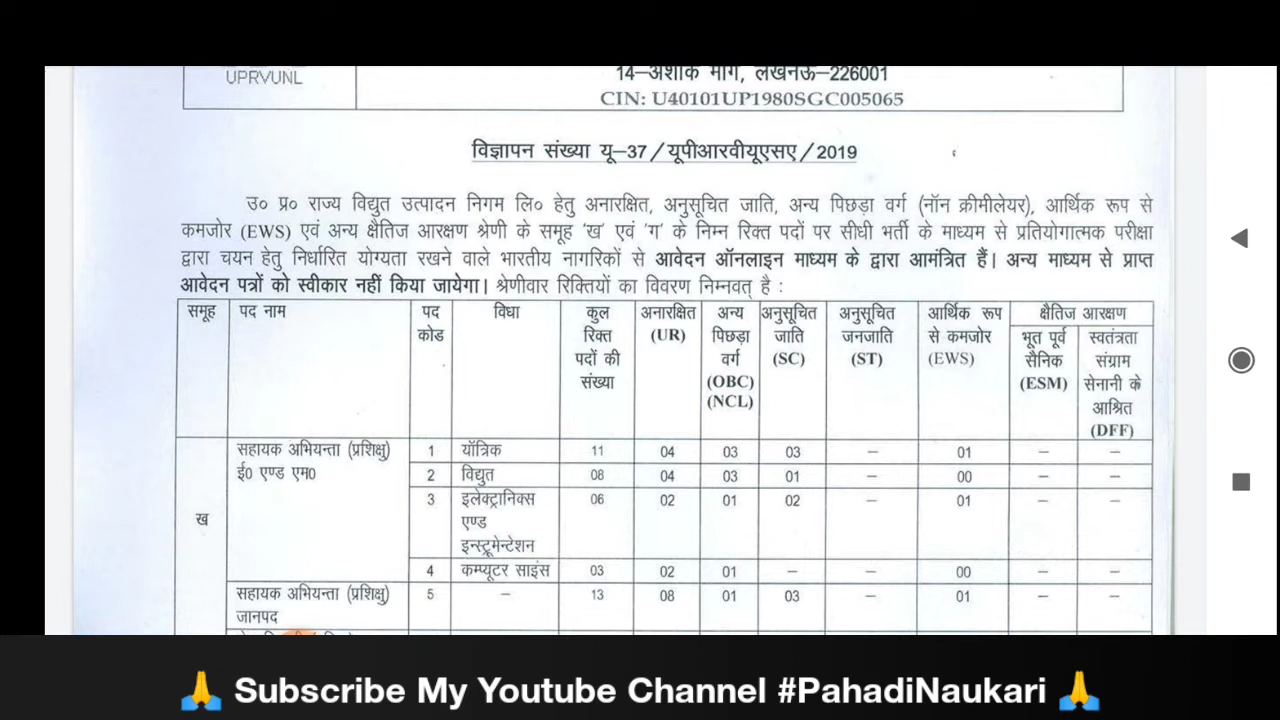 UPRVUNL
14–अशोक मार्ग, लखनऊ–226001
CIN: U40101UP1980SGC005065
विज्ञापन संख्या यू–37/यूपीआरवीयूएसए/2019
उ० प्र० राज्य विद्युत उत्पादन निगम लि० हेतु अनारक्षित, अनुसूचित जाति, अन्य पिछड़ा वर्ग (नॉन क्रीमीलेयर), आर्थिक रूप से
कमजोर (EWS) एवं अन्य क्षैतिज आरक्षण श्रेणी के समूह 'ख' एवं 'ग' के निम्न रिक्त पदों पर सीधी भर्ती के माध्यम से प्रतियोगात्मक परीक्षा
द्वारा चयन हेतु निर्धारित योग्यता रखने वाले भारतीय नागरिकों से आवेदन ऑनलाइन माध्यम के द्वारा आमंत्रित हैं। अन्य माध्यम से प्राप्त
आवेदन पत्रों को स्वीकार नहीं किया जायेगा। श्रेणीवार रिक्तियों का विवरण निम्नवत् है :
समूह पद नाम पद कोड विधा कुल रिक्त पदों की संख्या अनारक्षित (UR) अन्य पिछड़ा वर्ग (OBC) (NCL) अनुसूचित जाति (SC) अनुसूचित जनजाति (ST) आर्थिक रूप से कमजोर (EWS) क्षैतिज आरक्षण
भूत पूर्व सैनिक (ESM) स्वतंत्रता संग्राम सेनानी के आश्रित (DFF)
ख
सहायक अभियन्ता (प्रशिक्षु) 1 यॉत्रिक 11 04 03 03 – 01 – –
ई० एण्ड एम० 2 विद्युत 08 04 03 01 – 00 – –
3 इलेक्ट्रानिक्स 06 02 01 02 – 01 – –
एण्ड
इन्स्ट्रूमेन्टेशन
4 कम्प्यूटर साइंस 03 02 01 – – 00 – –
सहायक अभियन्ता (प्रशिक्षु) 5 – 13 08 01 03 – 01 – –
जानपद
🙏 Subscribe My Youtube Channel #PahadiNaukari 🙏